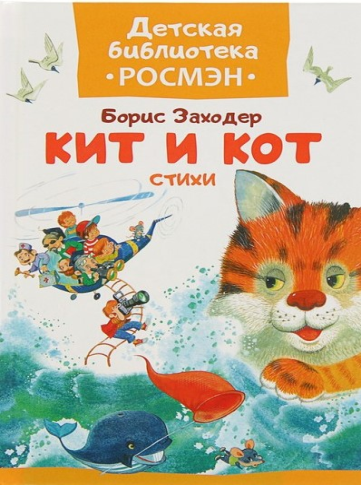 Детская
библиотека
•РОСМЭН•
Борис Заходер
КИТ И КОТ
СТИХИ